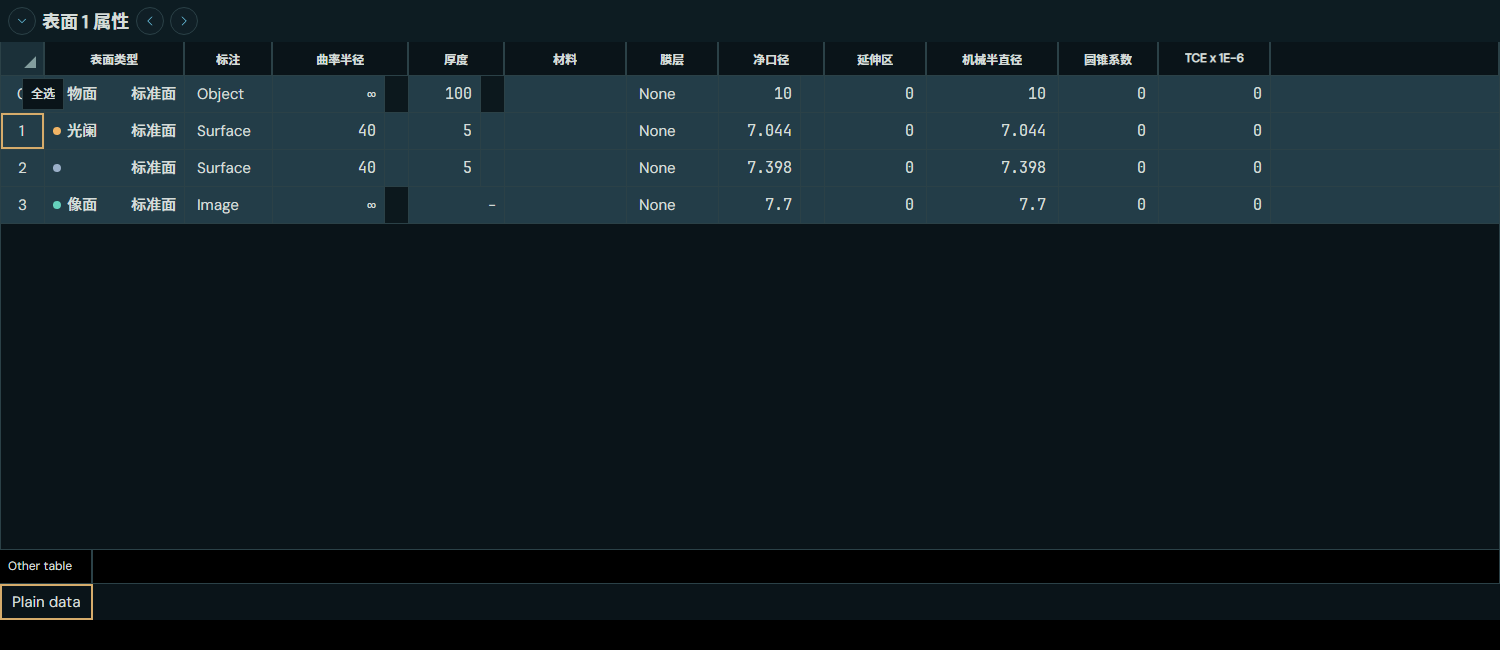 表面1属性
表面类型 标注 曲率半径 厚度 材料 膜层 净口径 延伸区 机械半直径 圆锥系数 TCE x 1E-6
全选 物面 标准面 Object ∞ 100 None 10 0 10 0 0
1 光阑 标准面 Surface 40 5 None 7.044 0 7.044 0 0
2 标准面 Surface 40 5 None 7.398 0 7.398 0 0
3 像面 标准面 Image ∞ – None 7.7 0 7.7 0 0
Other table
Plain data